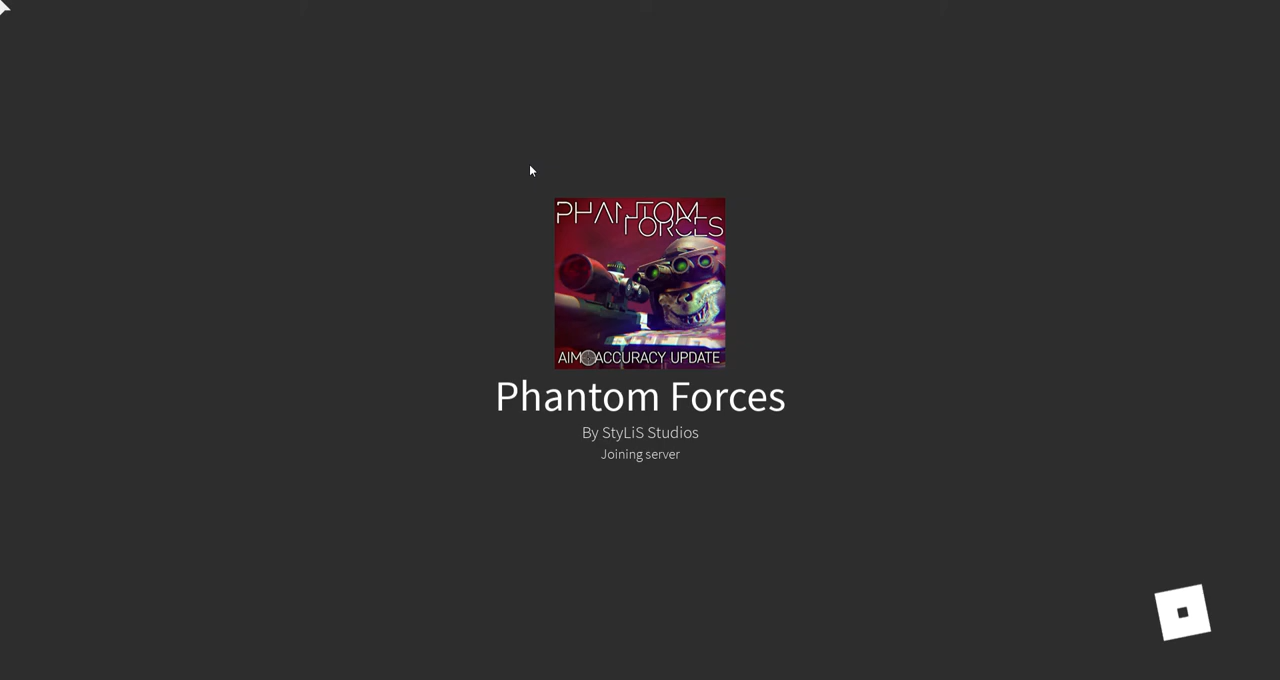 PHANTOM
FORCES
AIM ACCURACY UPDATE
Phantom Forces
By StyLiS Studios
Joining server